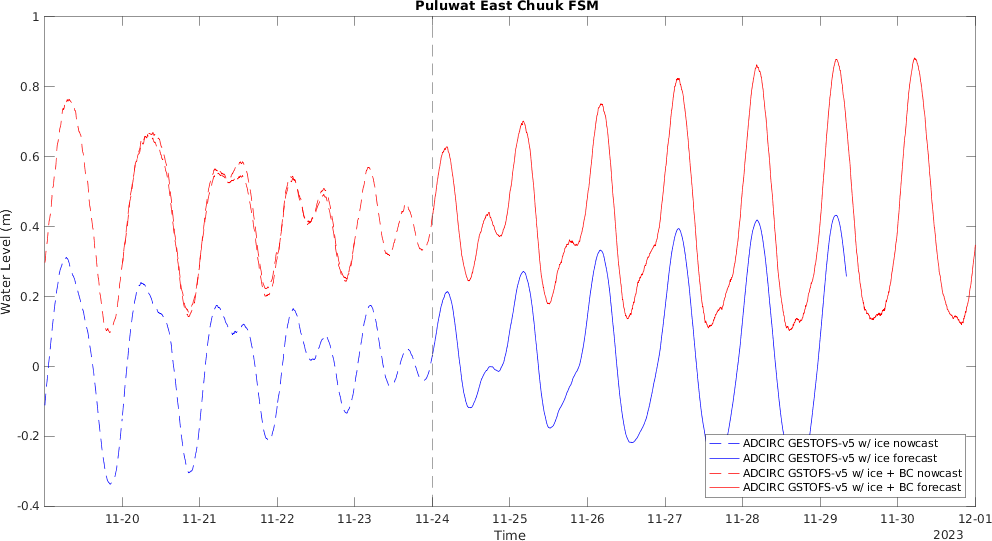 Puluwat East Chuuk FSM
1
0.8
0.6
0.4
0.2
0
-0.2
-0.4
Water Level (m)
ADCIRC GESTOFS-v5 w/ ice nowcast
ADCIRC GESTOFS-v5 w/ ice forecast
ADCIRC GSTOFS-v5 w/ ice + BC nowcast
ADCIRC GSTOFS-v5 w/ ice + BC forecast
11-20 11-21 11-22 11-23 11-24 11-25 11-26 11-27 11-28 11-29 11-30 12-01
Time
2023